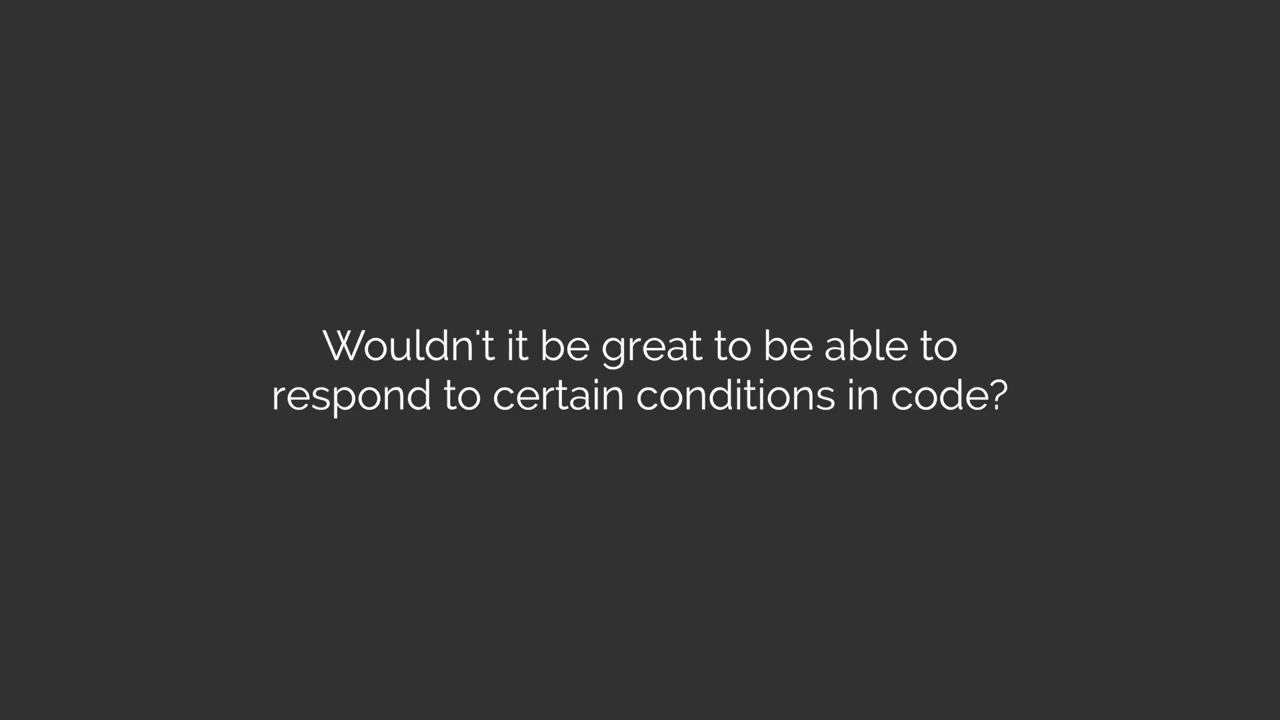 Wouldn't it be great to be able to
respond to certain conditions in code?